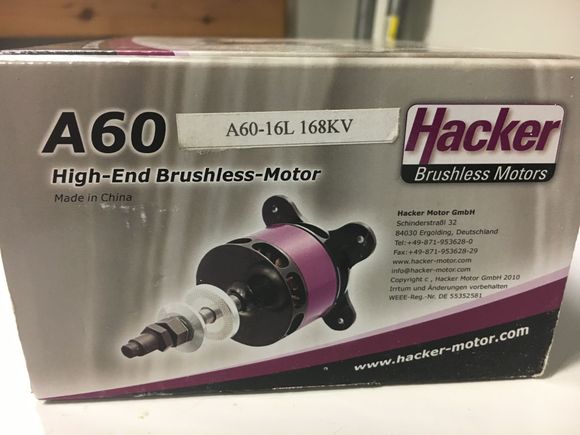 A60
A60-16L 168KV
High-End Brushless-Motor
Made in China
Hacker
Brushless Motors
Hacker Motor GmbH
Schinderstraßl 32
84030 Ergolding, Deutschland
Tel:+49-871-953628-0
Fax:+49-871-953628-29
www.hacker-motor.com
info@hacker-motor.com
Copyright c , Hacker Motor GmbH 2010
Irrtum und Änderungen vorbehalten
WEEE-Reg.-Nr. DE 55352581
www.hacker-motor.com